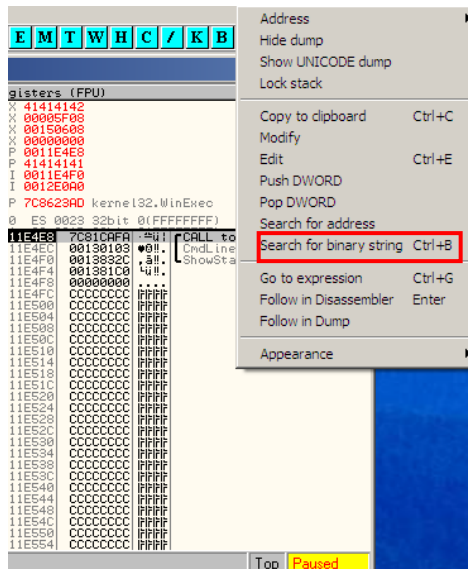 E M T W H C / K B
gisters (FPU)
X 41414142
X 00005F08
X 00150608
X 00000000
P 0011E4E8
P 41414141
I 0011E4F0
I 0012E0A0
P 7C8623AD kernel32.WinExec
0 ES 0023 32bit 0(FFFFFFFF)
11E4E8 7C81CAFA CALL to
11E4EC 00130103 CmdLine
11E4F0 0013832C ShowSta
11E4F4 001381C0
11E4F8 00000000 ....
11E4FC CCCCCCCC
11E500 CCCCCCCC
11E504 CCCCCCCC
11E508 CCCCCCCC
11E50C CCCCCCCC
11E510 CCCCCCCC
11E514 CCCCCCCC
11E518 CCCCCCCC
11E51C CCCCCCCC
11E520 CCCCCCCC
11E524 CCCCCCCC
11E528 CCCCCCCC
11E52C CCCCCCCC
11E530 CCCCCCCC
11E534 CCCCCCCC
11E538 CCCCCCCC
11E53C CCCCCCCC
11E540 CCCCCCCC
11E544 CCCCCCCC
11E548 CCCCCCCC
11E54C CCCCCCCC
11E550 CCCCCCCC
11E554 CCCCCCCC
Address
Hide dump
Show UNICODE dump
Lock stack
Copy to clipboard Ctrl+C
Modify
Edit Ctrl+E
Push DWORD
Pop DWORD
Search for address
Search for binary string Ctrl+B
Go to expression Ctrl+G
Follow in Disassembler Enter
Follow in Dump
Appearance
Top Paused